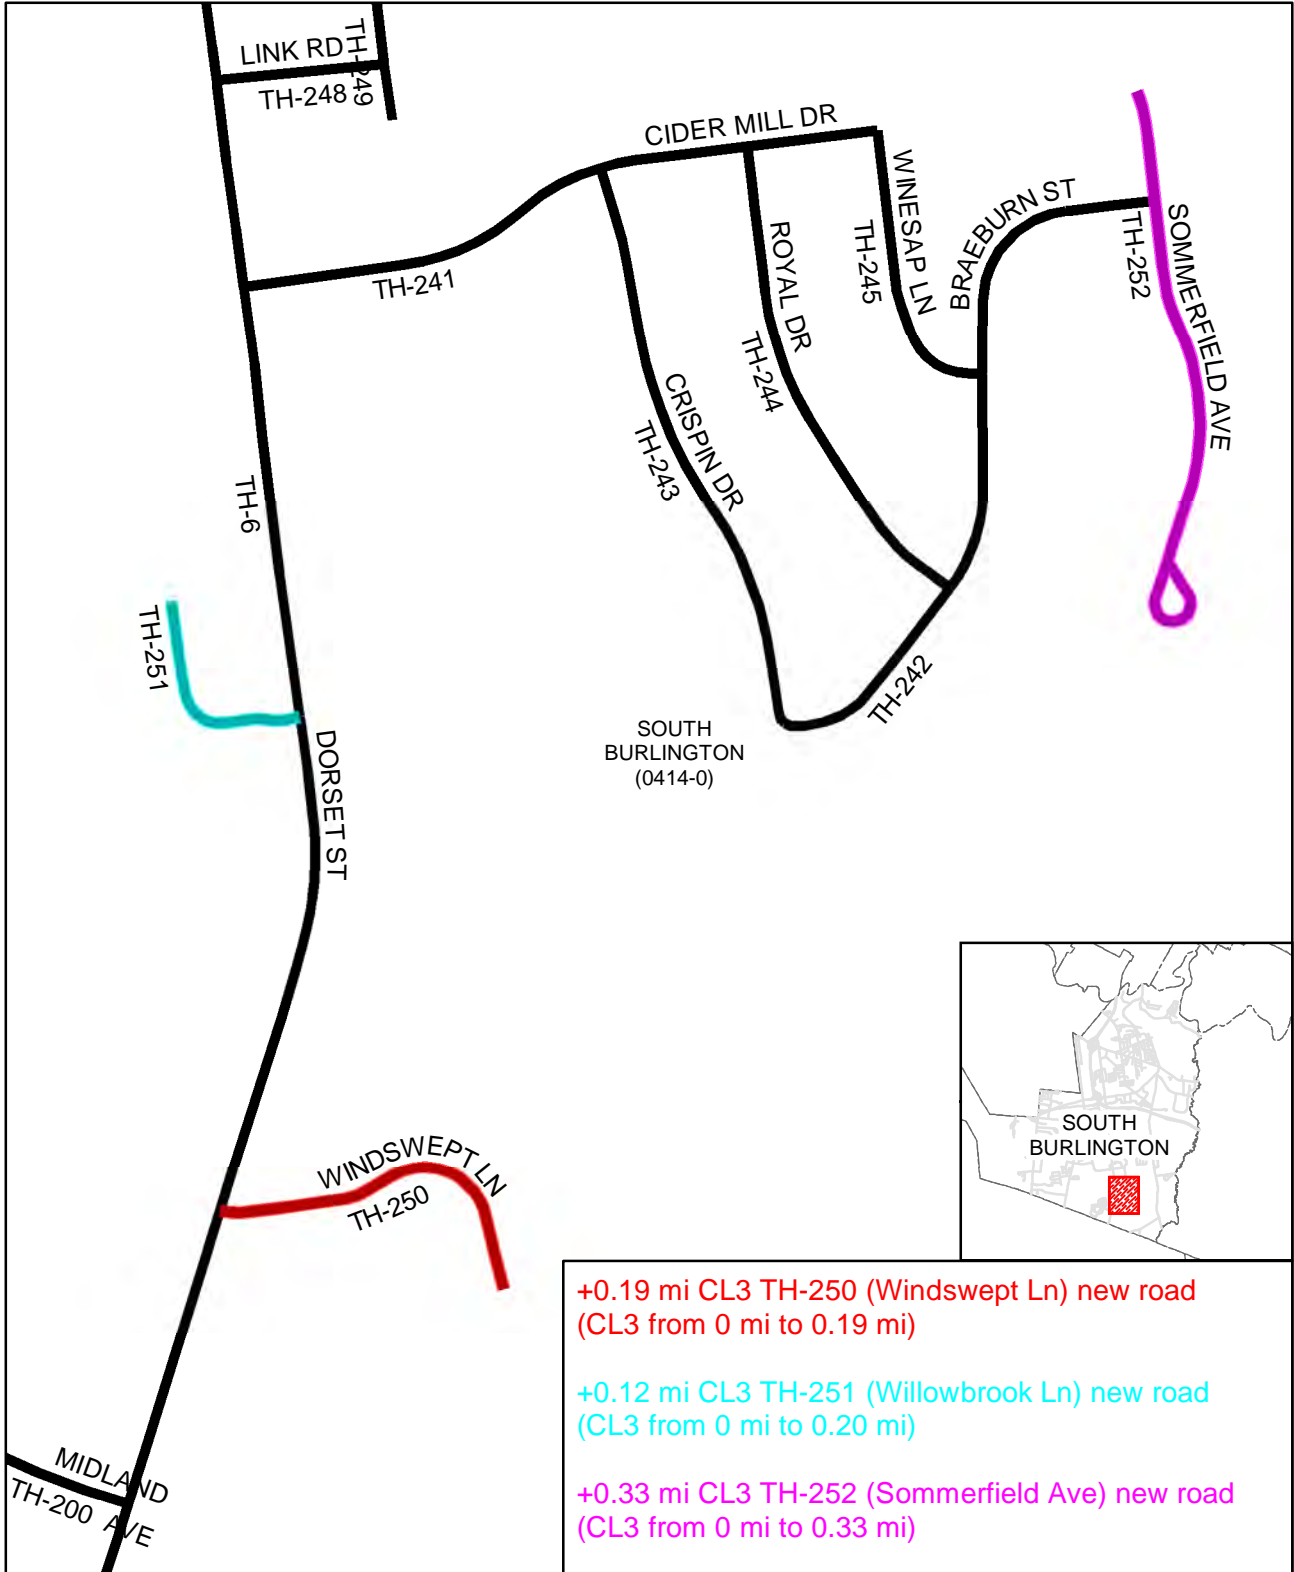 LINK RD
TH-249
TH-248
CIDER MILL DR
TH-241
WINESAP LN
TH-245
BRAEBURN ST
TH-252
SOMMERFIELD AVE
ROYAL DR
TH-244
CRISPIN DR
TH-243
TH-6
TH-251
TH-242
SOUTH
BURLINGTON
(0414-0)
DORSET ST
WINDSWEPT LN
TH-250
SOUTH
BURLINGTON
MIDLAND AVE
TH-200
+0.19 mi CL3 TH-250 (Windswept Ln) new road
(CL3 from 0 mi to 0.19 mi)
+0.12 mi CL3 TH-251 (Willowbrook Ln) new road
(CL3 from 0 mi to 0.20 mi)
+0.33 mi CL3 TH-252 (Sommerfield Ave) new road
(CL3 from 0 mi to 0.33 mi)